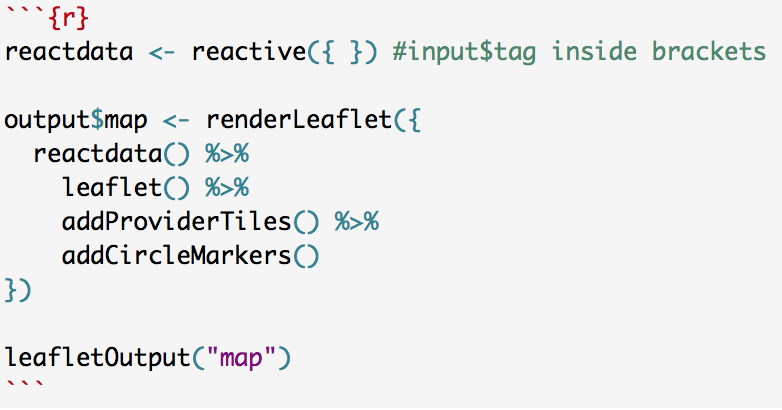 ```{r}
reactdata <- reactive({ }) #input$tag inside brackets
output$map <- renderLeaflet({
  reactdata() %>%
    leaflet() %>%
    addProviderTiles() %>%
    addCircleMarkers()
})
leafletOutput("map")
```